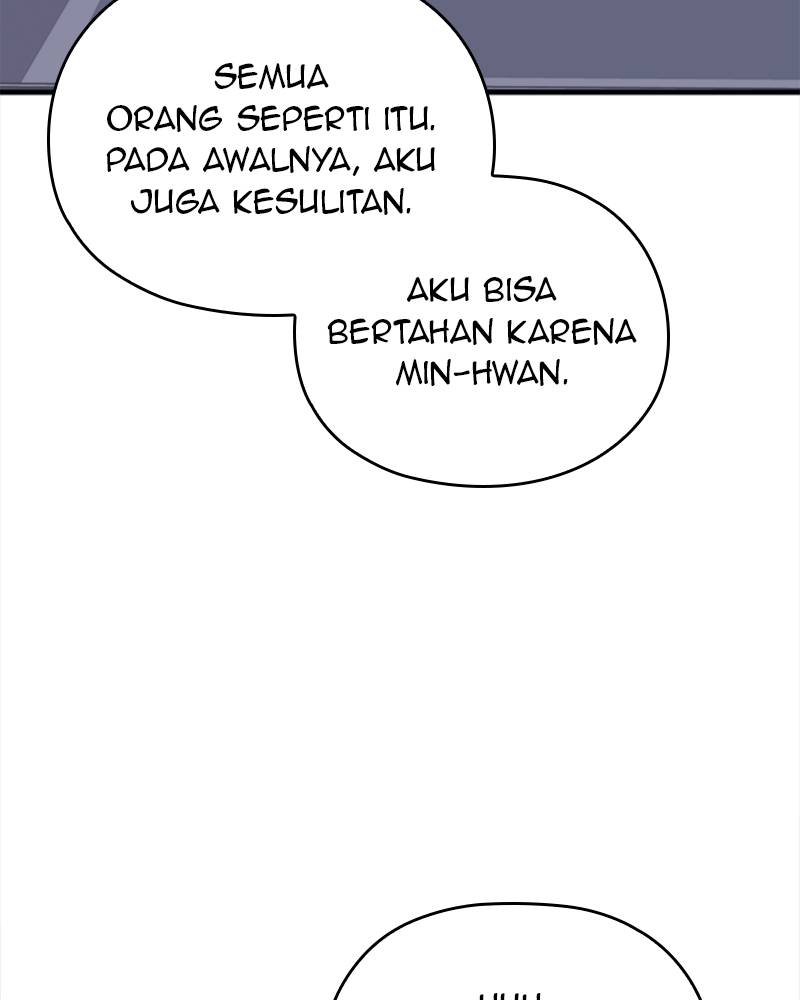 SEMUA
ORANG SEPERTI ITU.
PADA AWALNYA, AKU
JUGA KESULITAN.
AKU BISA
BERTAHAN KARENA
MIN-HWAN.